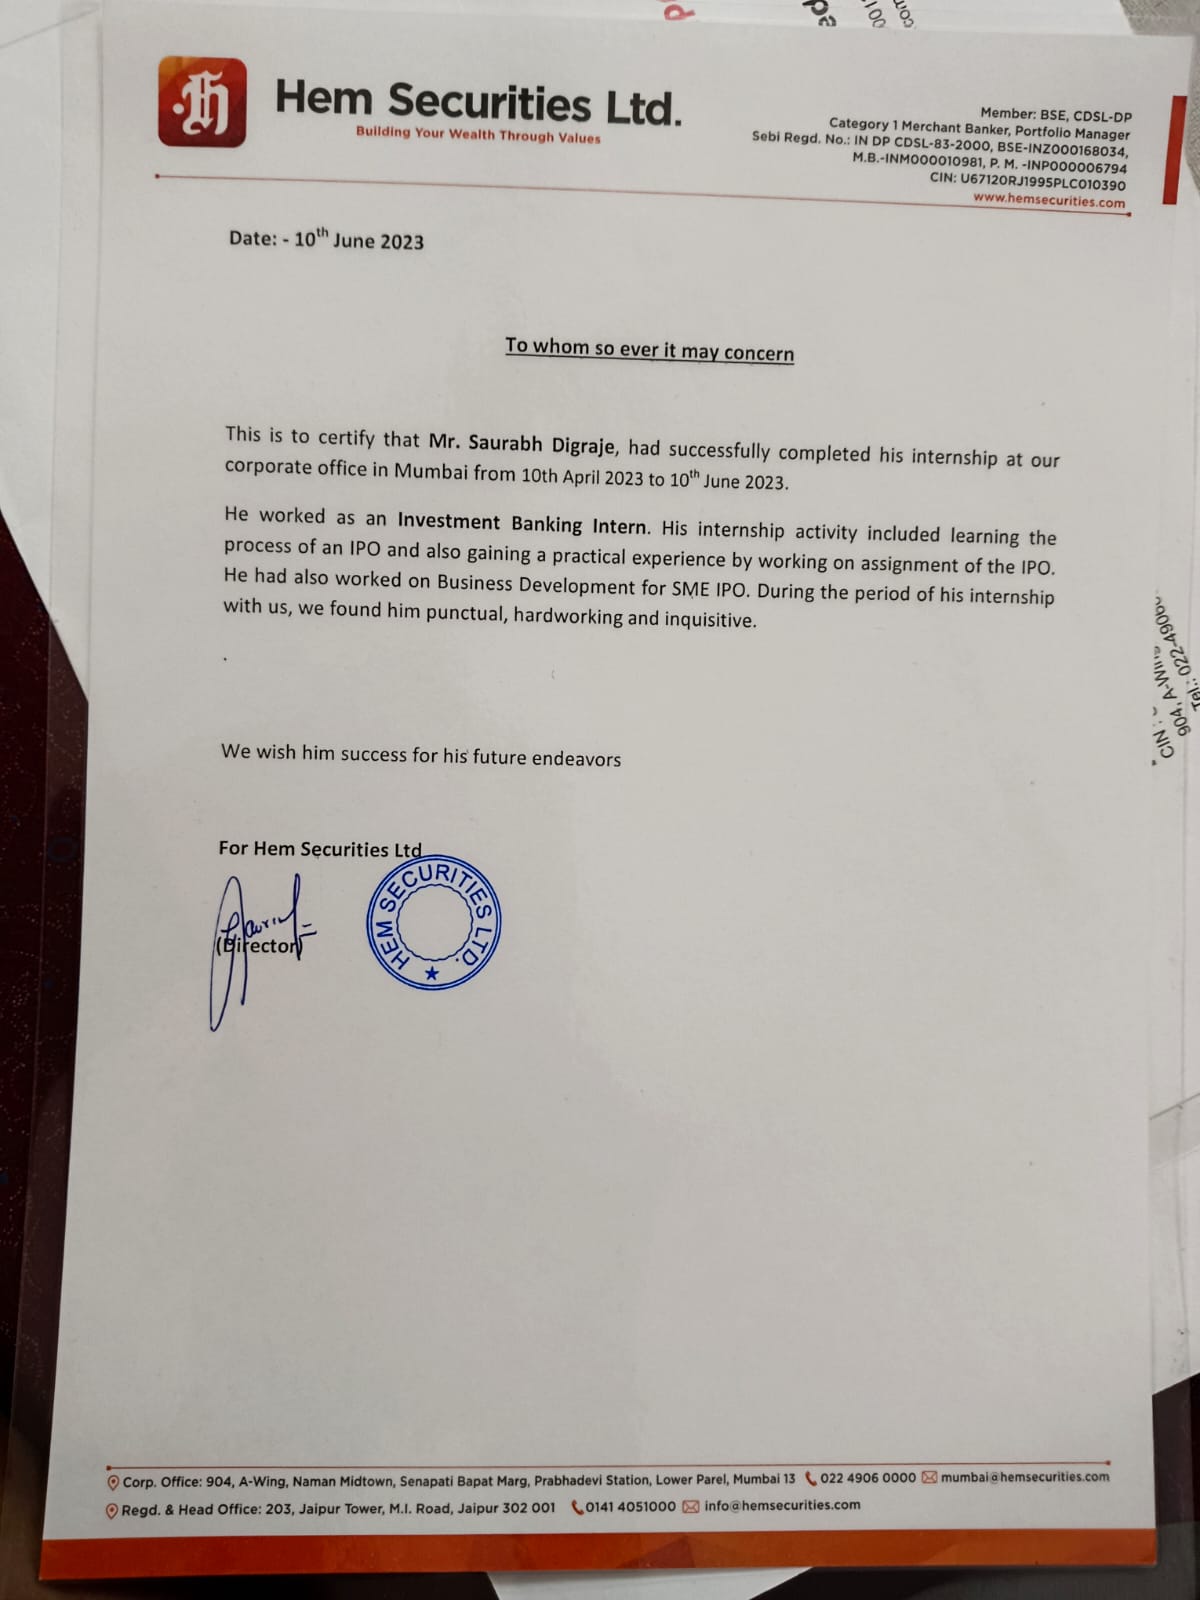 Hem Securities Ltd.
Building Your Wealth Through Values
Member: BSE, CDSL-DP
Category 1 Merchant Banker, Portfolio Manager
Sebi Regd. No.: IN DP CDSL-83-2000, BSE-INZ000168034,
M.B.-INM000010981, P. M. -INP000006794
CIN: U67120RJ1995PLC010390
www.hemsecurities.com
Date: - 10th June 2023
To whom so ever it may concern
This is to certify that Mr. Saurabh Digraje, had successfully completed his internship at our
corporate office in Mumbai from 10th April 2023 to 10th June 2023.
He worked as an Investment Banking Intern. His internship activity included learning the
process of an IPO and also gaining a practical experience by working on assignment of the IPO.
He had also worked on Business Development for SME IPO. During the period of his internship
with us, we found him punctual, hardworking and inquisitive.
We wish him success for his future endeavors
For Hem Securities Ltd
(Director)
HEM SECURITIES LTD.
CIN :
904, A-Wing
Tel.: 022-4906
Corp. Office: 904, A-Wing, Naman Midtown, Senapati Bapat Marg, Prabhadevi Station, Lower Parel, Mumbai 13 022 4906 0000 mumbai@hemsecurities.com
Regd. & Head Office: 203, Jaipur Tower, M.I. Road, Jaipur 302 001 0141 4051000 info@hemsecurities.com